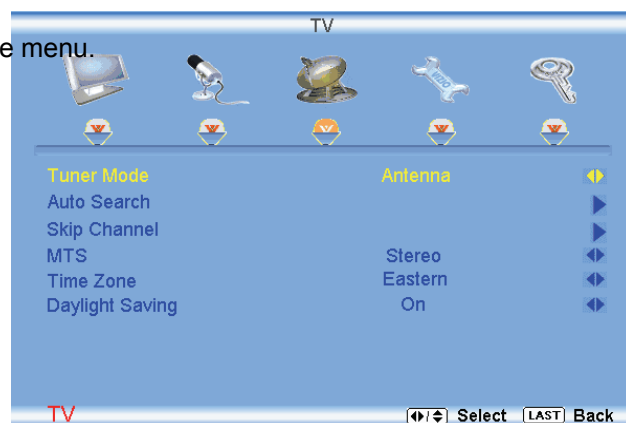 TV
e menu.
Tuner Mode Antenna
Auto Search
Skip Channel
MTS Stereo
Time Zone Eastern
Daylight Saving On
TV Select LAST Back